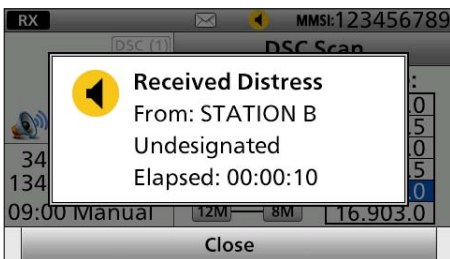 RX
MMSI:123456789
DSC (1)
DSC Scan
Received Distress
From: STATION B
Undesignated
Elapsed: 00:00:10
34
134
09:00 Manual
12M
8M
16.903.0
Close